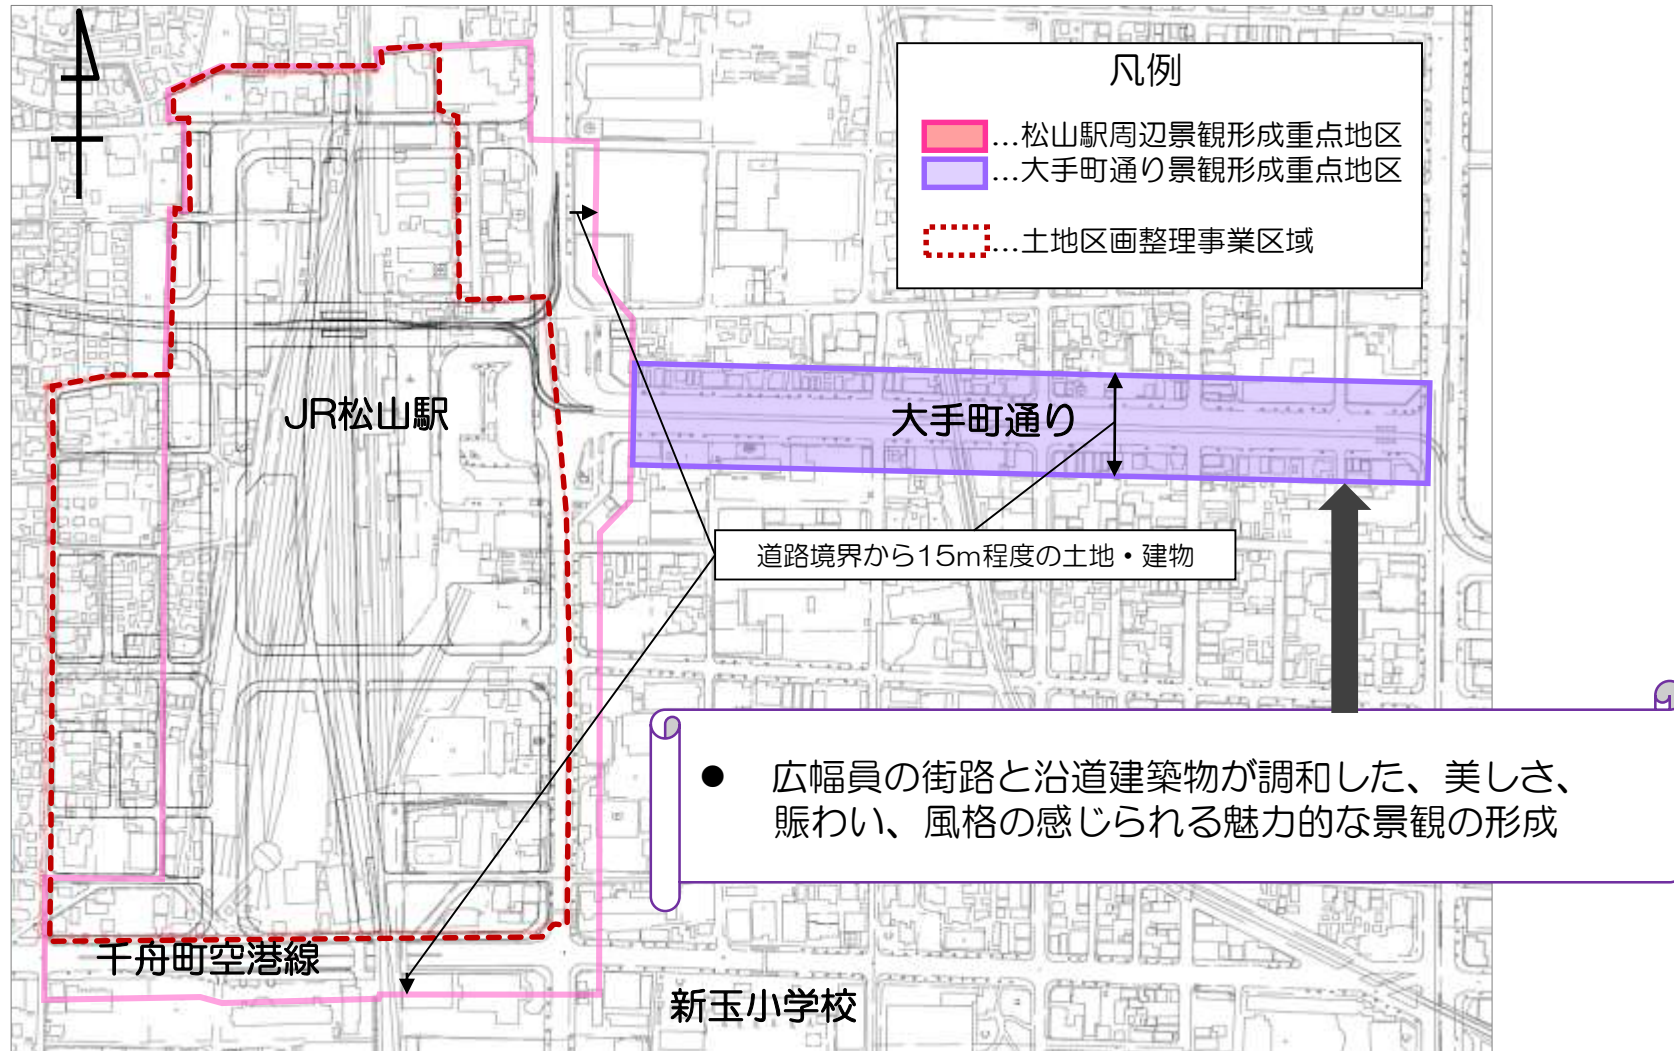 凡例
…松山駅周辺景観形成重点地区
…大手町通り景観形成重点地区
…土地区画整理事業区域
JR松山駅
大手町通り
道路境界から15m程度の土地・建物
● 広幅員の街路と沿道建築物が調和した、美しさ、
賑わい、風格の感じられる魅力的な景観の形成
千舟町空港線
新玉小学校